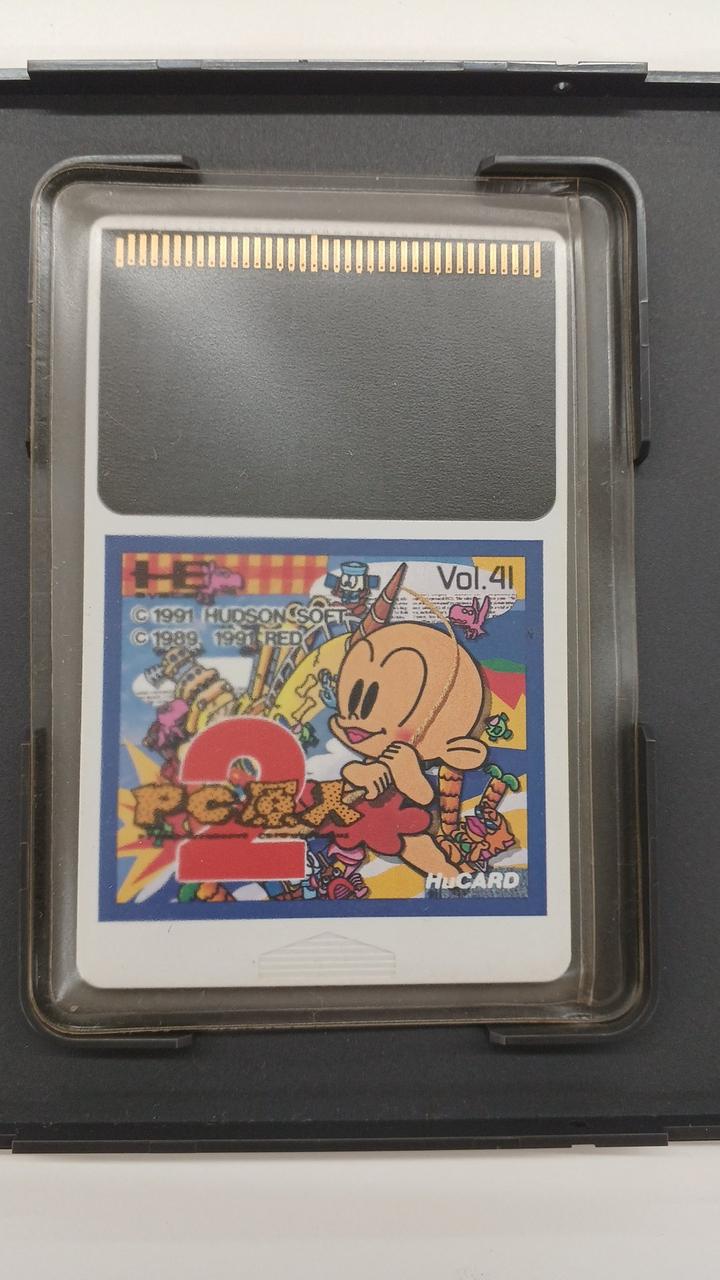 HE
Vol.41
© 1991 HUDSON SOFT
© 1989, 1991 RED
2
PC原人
HuCARD